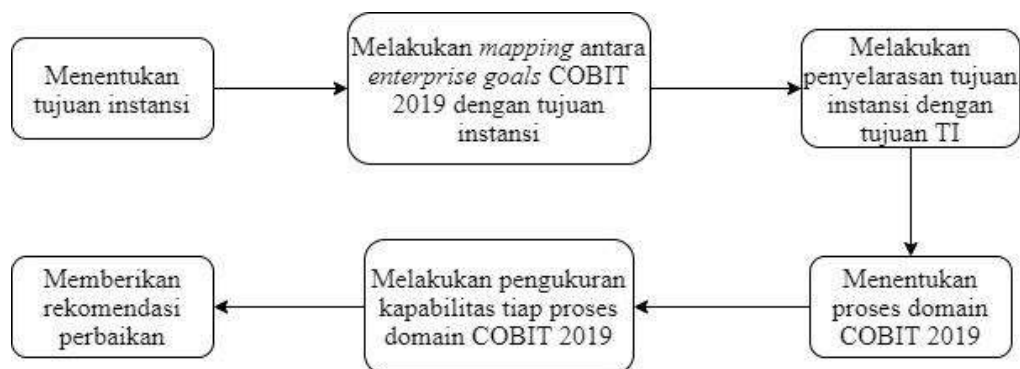 Menentukan
tujuan instansi
Melakukan mapping antara
enterprise goals COBIT
2019 dengan tujuan
instansi
Melakukan
penyelarasan tujuan
instansi dengan
tujuan TI
Menentukan
proses domain
COBIT 2019
Melakukan pengukuran
kapabilitas tiap proses
domain COBIT 2019
Memberikan
rekomendasi
perbaikan